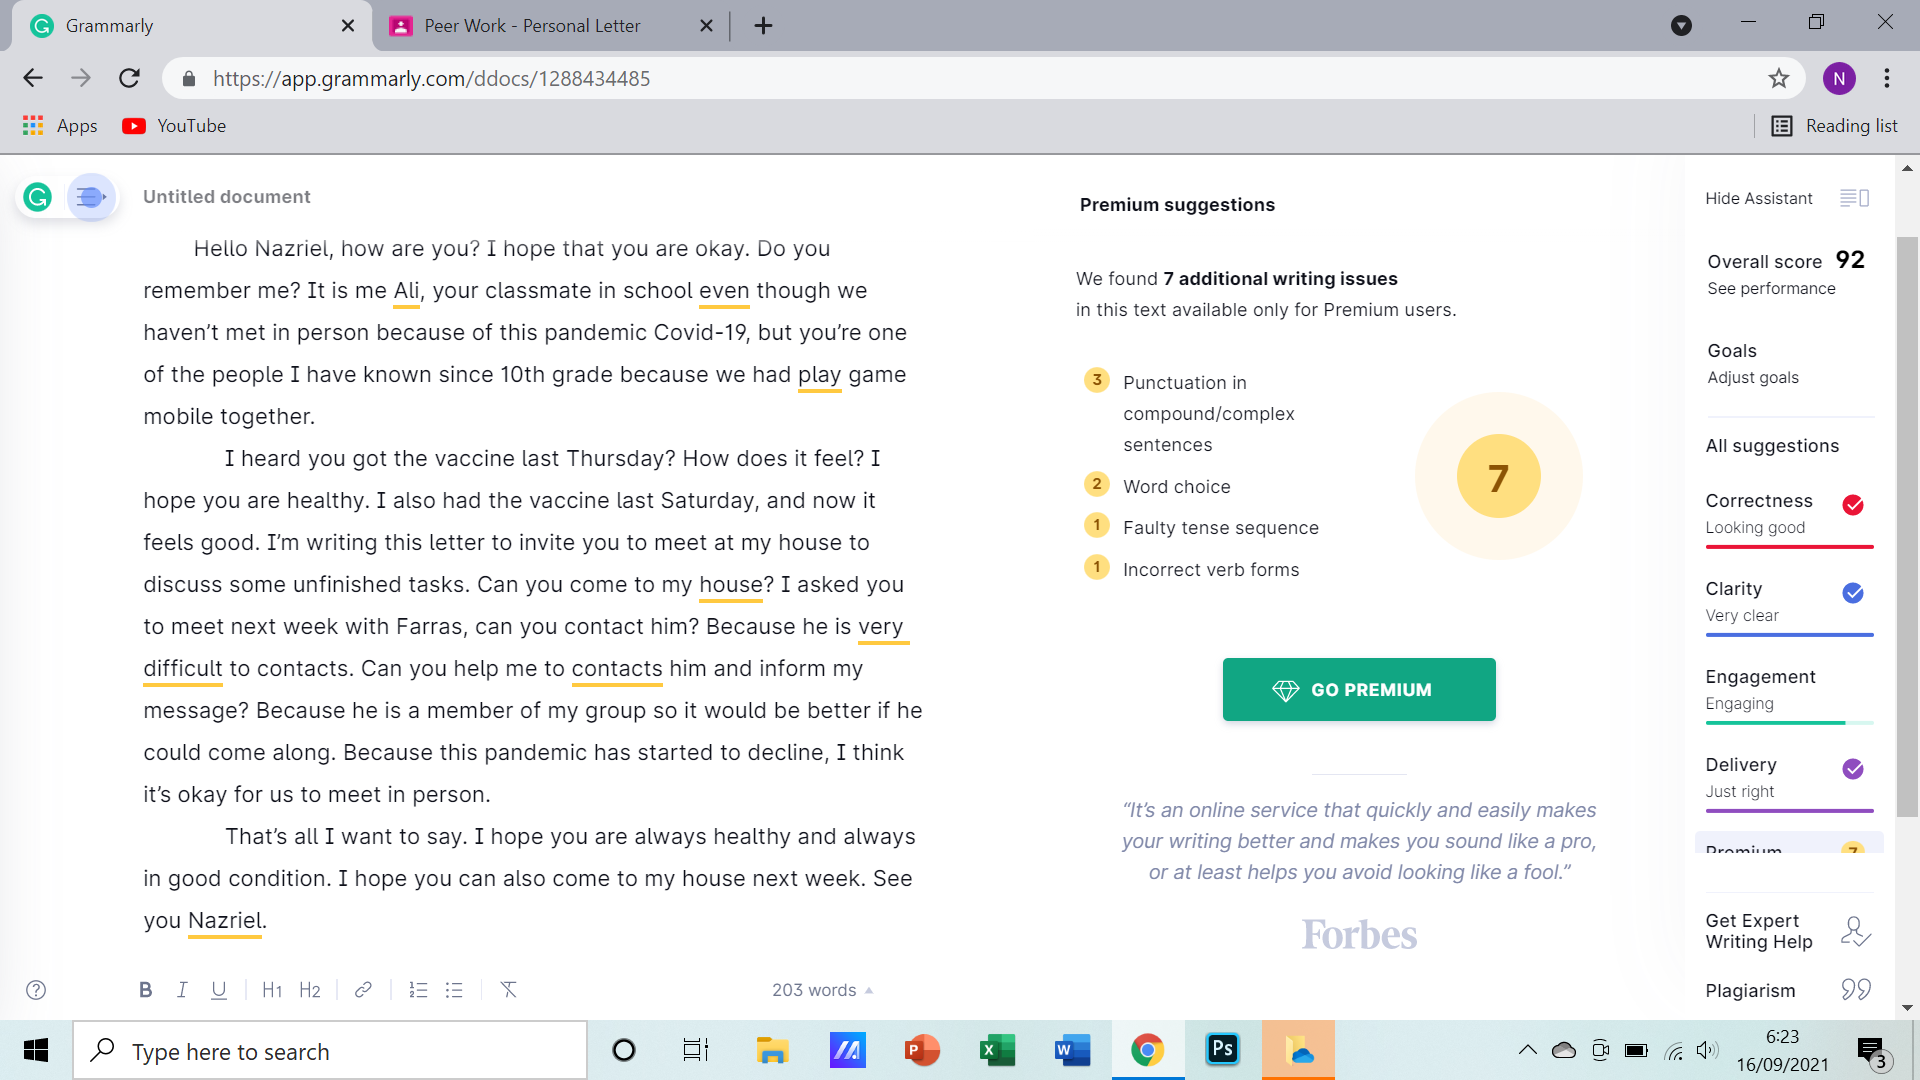 Grammarly
Peer Work - Personal Letter
https://app.grammarly.com/ddocs/1288434485
N
Apps
YouTube
Reading list
Untitled document
Hello Nazriel, how are you? I hope that you are okay. Do you
remember me? It is me Ali, your classmate in school even though we
haven’t met in person because of this pandemic Covid-19, but you’re one
of the people I have known since 10th grade because we had play game
mobile together.
I heard you got the vaccine last Thursday? How does it feel? I
hope you are healthy. I also had the vaccine last Saturday, and now it
feels good. I’m writing this letter to invite you to meet at my house to
discuss some unfinished tasks. Can you come to my house? I asked you
to meet next week with Farras, can you contact him? Because he is very
difficult to contacts. Can you help me to contacts him and inform my
message? Because he is a member of my group so it would be better if he
could come along. Because this pandemic has started to decline, I think
it’s okay for us to meet in person.
That’s all I want to say. I hope you are always healthy and always
in good condition. I hope you can also come to my house next week. See
you Nazriel.
B I U H1 H2
203 words
Premium suggestions
We found 7 additional writing issues
in this text available only for Premium users.
3 Punctuation in
compound/complex
sentences
2 Word choice
1 Faulty tense sequence
1 Incorrect verb forms
7
GO PREMIUM
“It’s an online service that quickly and easily makes
your writing better and makes you sound like a pro,
or at least helps you avoid looking like a fool.”
Forbes
Hide Assistant
Overall score 92
See performance
Goals
Adjust goals
All suggestions
Correctness
Looking good
Clarity
Very clear
Engagement
Engaging
Delivery
Just right
Premium 7
Get Expert
Writing Help
Plagiarism
Type here to search
P
X
W
Ps
6:23
16/09/2021
3